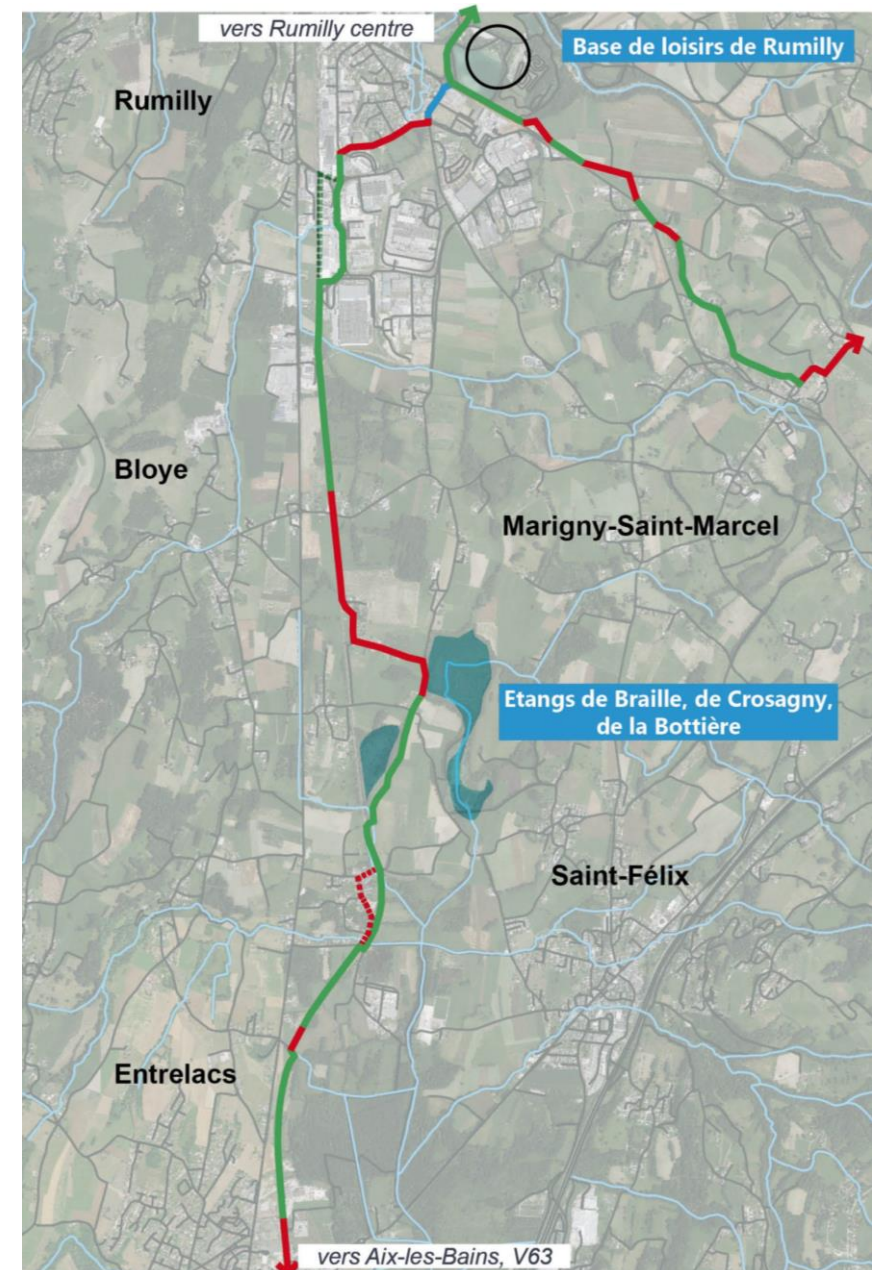 vers Rumilly centre
Base de loisirs de Rumilly
Rumilly
Bloye
Marigny-Saint-Marcel
Etangs de Braille, de Crosagny,
de la Bottière
Saint-Félix
Entrelacs
vers Aix-les-Bains, V63